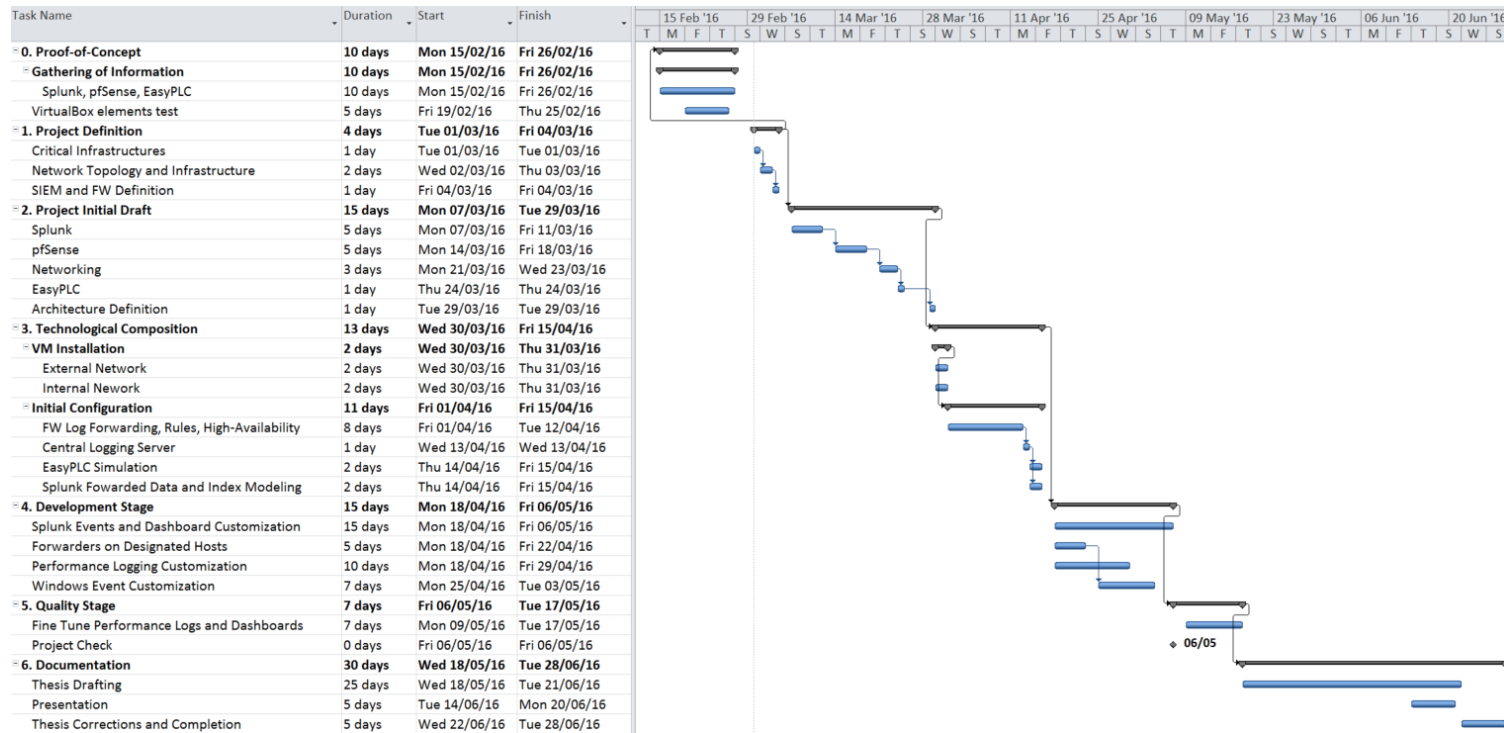 Task Name Duration Start Finish 15 Feb '16 29 Feb '16 14 Mar '16 28 Mar '16 11 Apr '16 25 Apr '16 09 May '16 23 May '16 06 Jun '16 20 Jun '16
T M F T S W S T M F T S W S T M F T S W S T M F T S W S T M F T S W S
0. Proof-of-Concept 10 days Mon 15/02/16 Fri 26/02/16
Gathering of Information 10 days Mon 15/02/16 Fri 26/02/16
Splunk, pfSense, EasyPLC 10 days Mon 15/02/16 Fri 26/02/16
VirtualBox elements test 5 days Fri 19/02/16 Thu 25/02/16
1. Project Definition 4 days Tue 01/03/16 Fri 04/03/16
Critical Infrastructures 1 day Tue 01/03/16 Tue 01/03/16
Network Topology and Infrastructure 2 days Wed 02/03/16 Thu 03/03/16
SIEM and FW Definition 1 day Fri 04/03/16 Fri 04/03/16
2. Project Initial Draft 15 days Mon 07/03/16 Tue 29/03/16
Splunk 5 days Mon 07/03/16 Fri 11/03/16
pfSense 5 days Mon 14/03/16 Fri 18/03/16
Networking 3 days Mon 21/03/16 Wed 23/03/16
EasyPLC 1 day Thu 24/03/16 Thu 24/03/16
Architecture Definition 1 day Tue 29/03/16 Tue 29/03/16
3. Technological Composition 13 days Wed 30/03/16 Fri 15/04/16
VM Installation 2 days Wed 30/03/16 Thu 31/03/16
External Network 2 days Wed 30/03/16 Thu 31/03/16
Internal Nework 2 days Wed 30/03/16 Thu 31/03/16
Initial Configuration 11 days Fri 01/04/16 Fri 15/04/16
FW Log Forwarding, Rules, High-Availability 8 days Fri 01/04/16 Tue 12/04/16
Central Logging Server 1 day Wed 13/04/16 Wed 13/04/16
EasyPLC Simulation 2 days Thu 14/04/16 Fri 15/04/16
Splunk Fowarded Data and Index Modeling 2 days Thu 14/04/16 Fri 15/04/16
4. Development Stage 15 days Mon 18/04/16 Fri 06/05/16
Splunk Events and Dashboard Customization 15 days Mon 18/04/16 Fri 06/05/16
Forwarders on Designated Hosts 5 days Mon 18/04/16 Fri 22/04/16
Performance Logging Customization 10 days Mon 18/04/16 Fri 29/04/16
Windows Event Customization 7 days Mon 25/04/16 Tue 03/05/16
5. Quality Stage 7 days Fri 06/05/16 Tue 17/05/16
Fine Tune Performance Logs and Dashboards 7 days Mon 09/05/16 Tue 17/05/16
Project Check 0 days Fri 06/05/16 Fri 06/05/16 06/05
6. Documentation 30 days Wed 18/05/16 Tue 28/06/16
Thesis Drafting 25 days Wed 18/05/16 Tue 21/06/16
Presentation 5 days Tue 14/06/16 Mon 20/06/16
Thesis Corrections and Completion 5 days Wed 22/06/16 Tue 28/06/16